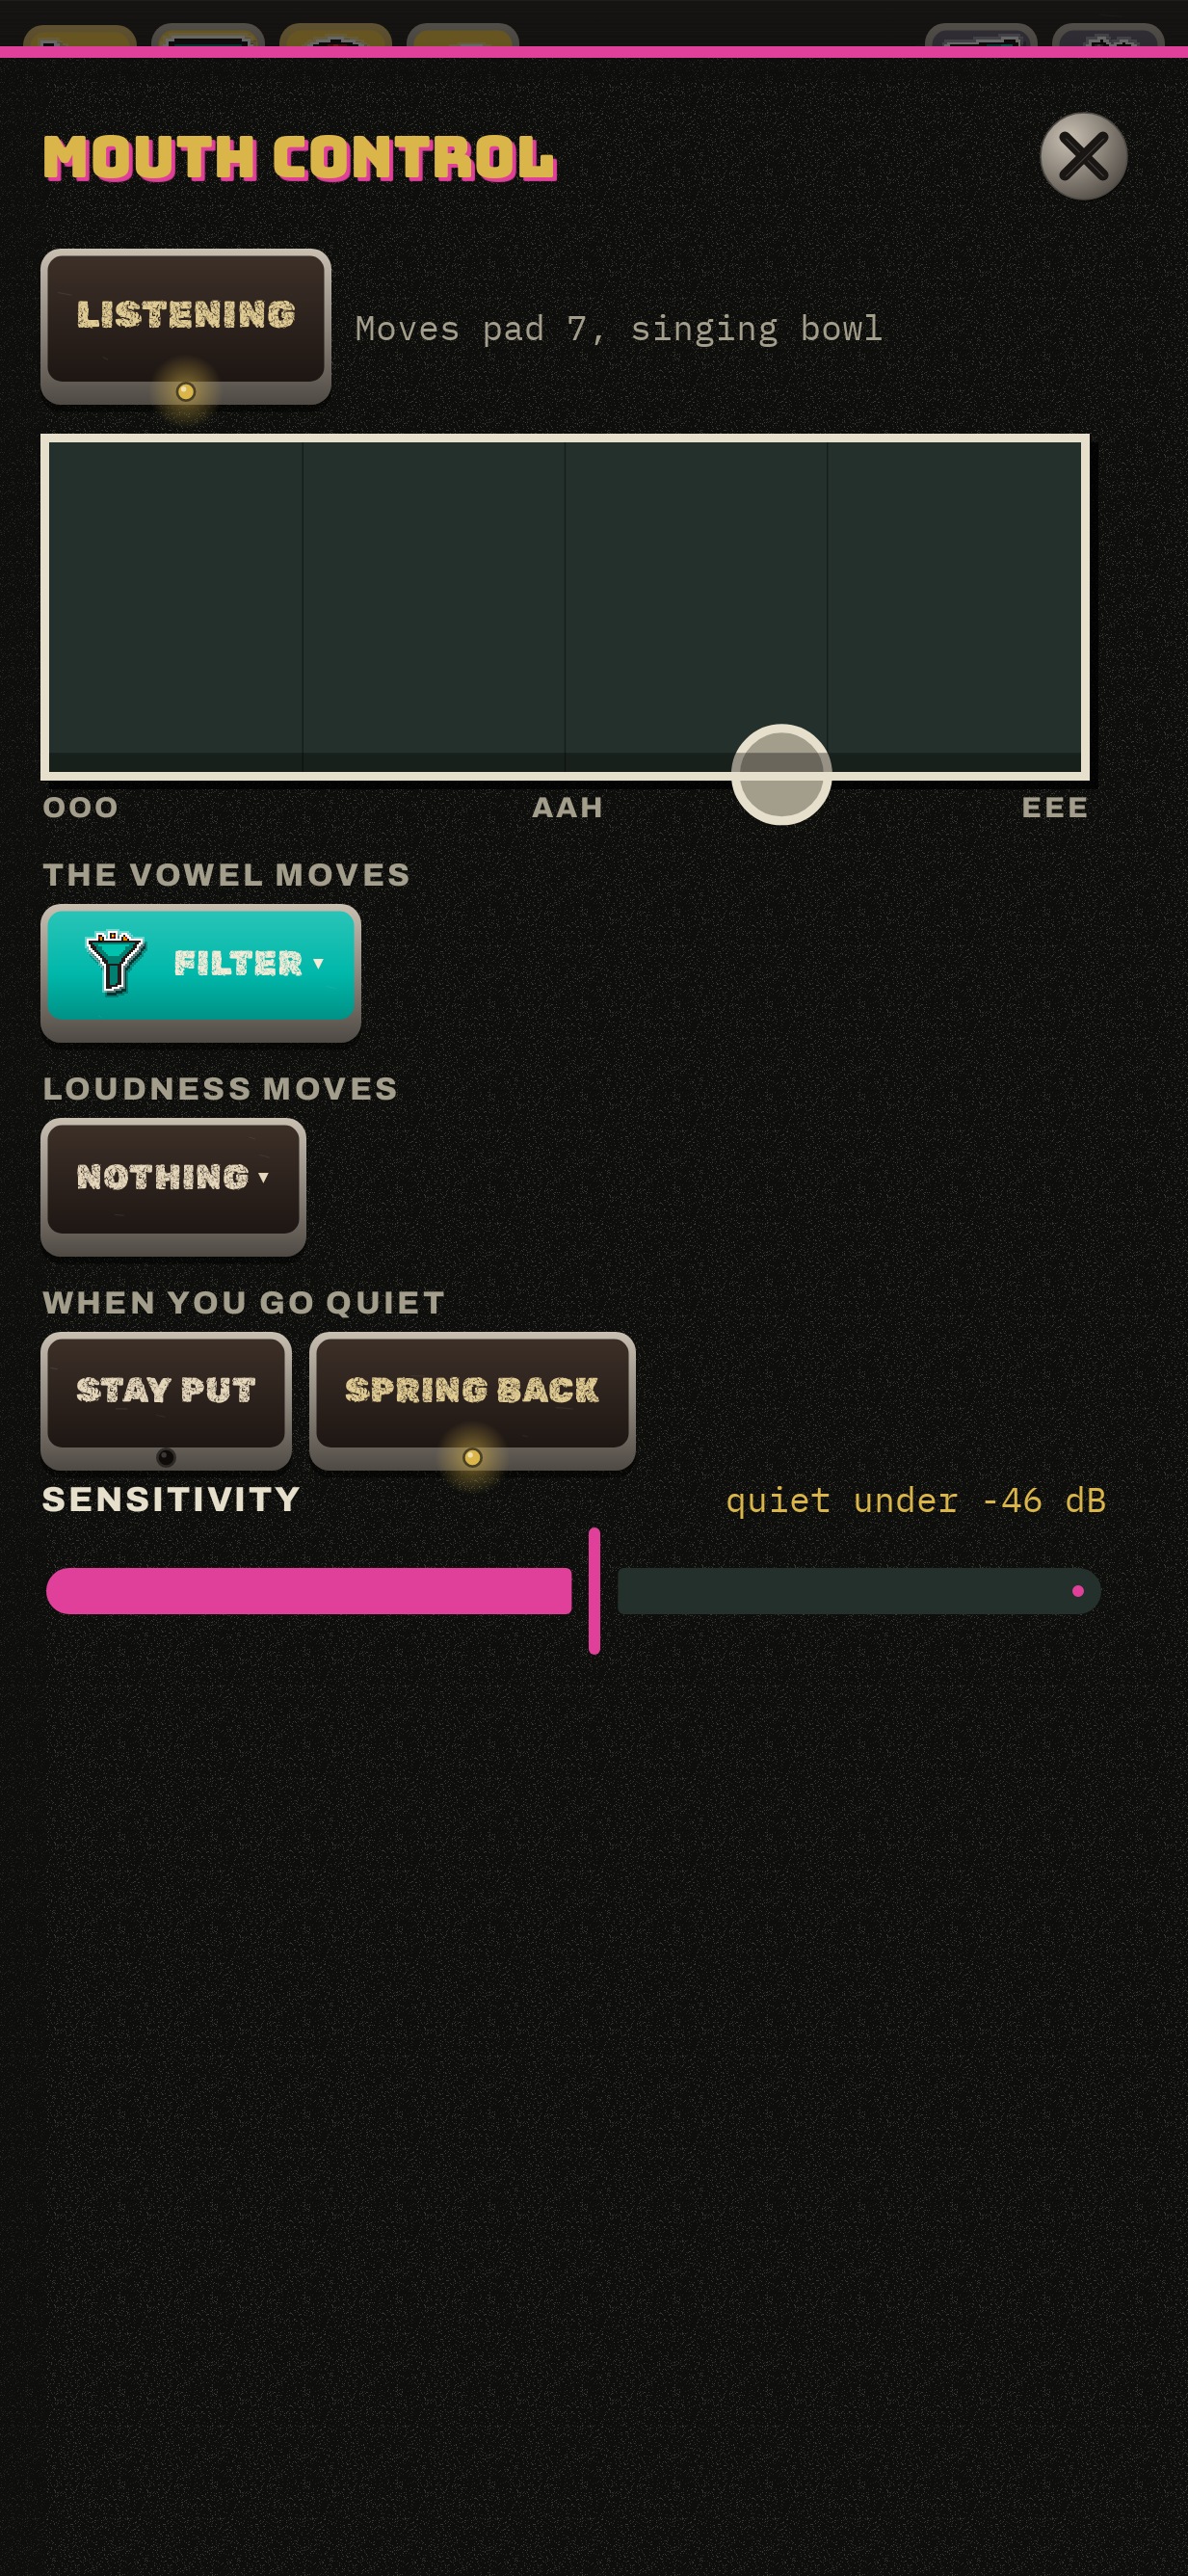 MOUTH CONTROL
LISTENING
Moves pad 7, singing bowl
OOO AAH EEE
THE VOWEL MOVES
FILTER ▾
LOUDNESS MOVES
NOTHING ▾
WHEN YOU GO QUIET
STAY PUT SPRING BACK
SENSITIVITY quiet under -46 dB